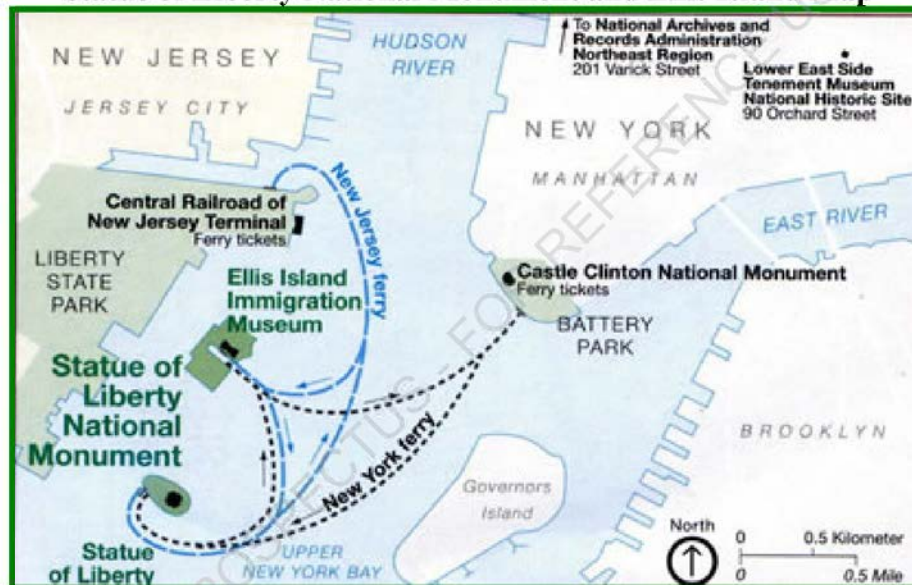 NEW JERSEY
JERSEY CITY
HUDSON
RIVER
To National Archives and
Records Administration
Northeast Region
201 Varick Street
Lower East Side
Tenement Museum
National Historic Site
90 Orchard Street
NEW YORK
MANHATTAN
EAST RIVER
Central Railroad of
New Jersey Terminal
Ferry tickets
New Jersey ferry
LIBERTY
STATE
PARK
Ellis Island
Immigration
Museum
Castle Clinton National Monument
Ferry tickets
BATTERY
PARK
Statue of
Liberty
National
Monument
BROOKLYN
New York ferry
Governors
Island
Statue
of Liberty
UPPER
NEW YORK BAY
North
0 0.5 Kilometer
0 0.5 Mile